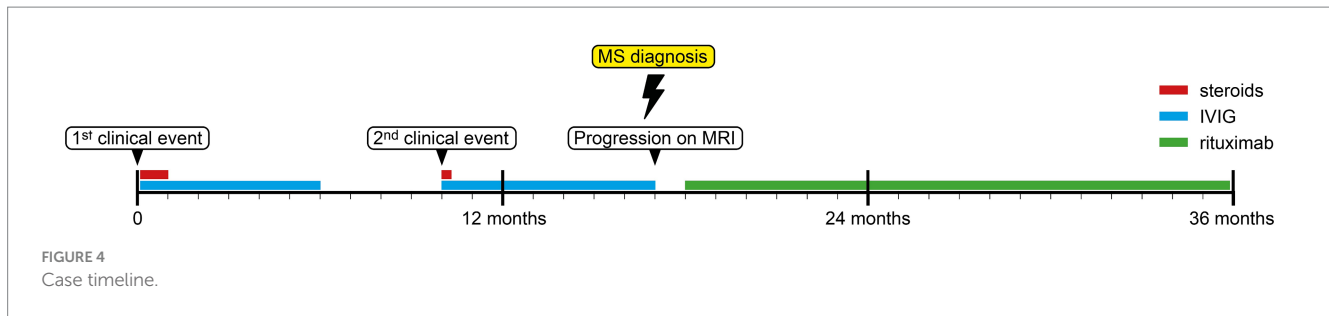 MS diagnosis
1st clinical event
2nd clinical event
Progression on MRI
steroids
IVIG
rituximab
0
12 months
24 months
36 months
FIGURE 4
Case timeline.